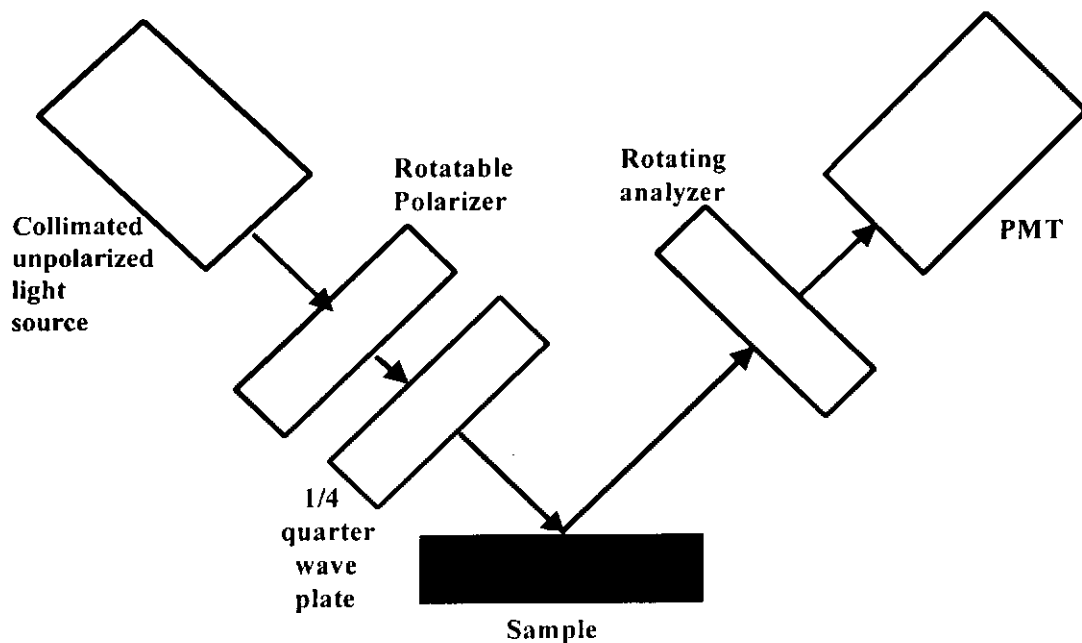 Collimated
unpolarized
light
source
Rotatable
Polarizer
1/4
quarter
wave
plate
Sample
Rotating
analyzer
PMT